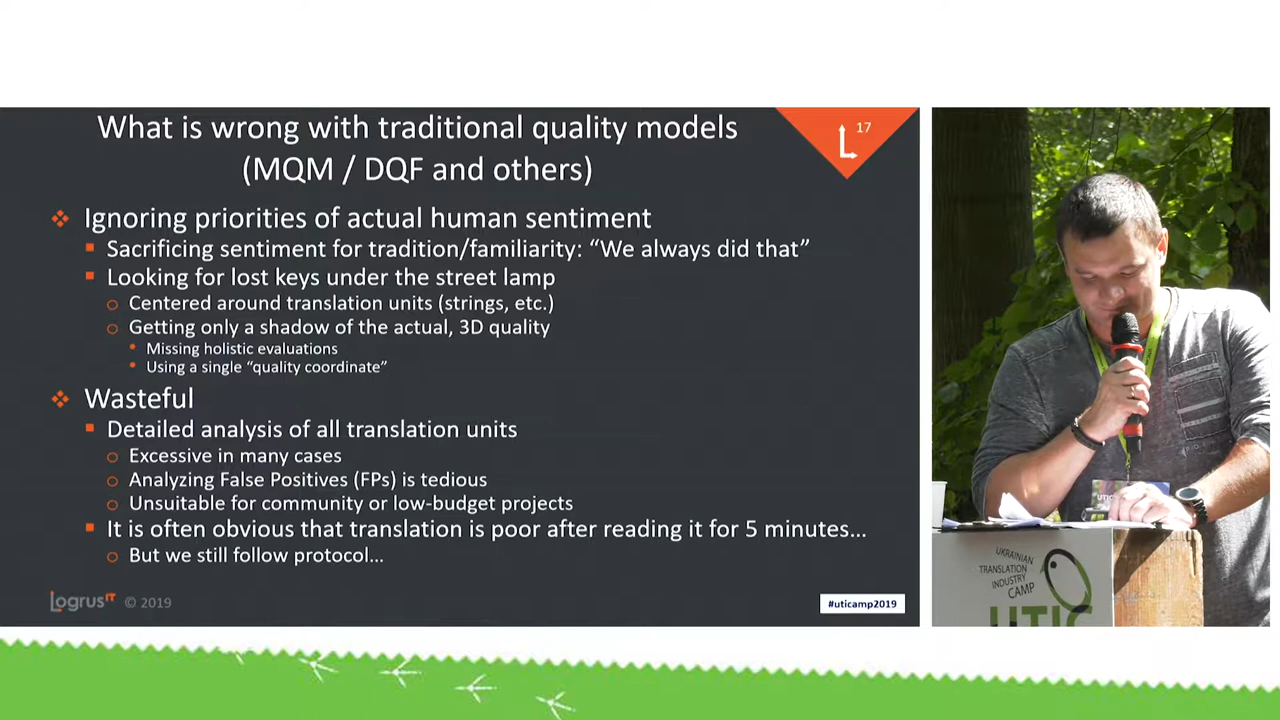 What is wrong with traditional quality models
(MQM / DQF and others)
17
Ignoring priorities of actual human sentiment
Sacrificing sentiment for tradition/familiarity: “We always did that”
Looking for lost keys under the street lamp
Centered around translation units (strings, etc.)
Getting only a shadow of the actual, 3D quality
Missing holistic evaluations
Using a single “quality coordinate”
Wasteful
Detailed analysis of all translation units
Excessive in many cases
Analyzing False Positives (FPs) is tedious
Unsuitable for community or low-budget projects
It is often obvious that translation is poor after reading it for 5 minutes...
But we still follow protocol...
Logrus IT © 2019
#uticamp2019
UKRAINIAN
TRANSLATION
INDUSTRY
CAMP
UTIC